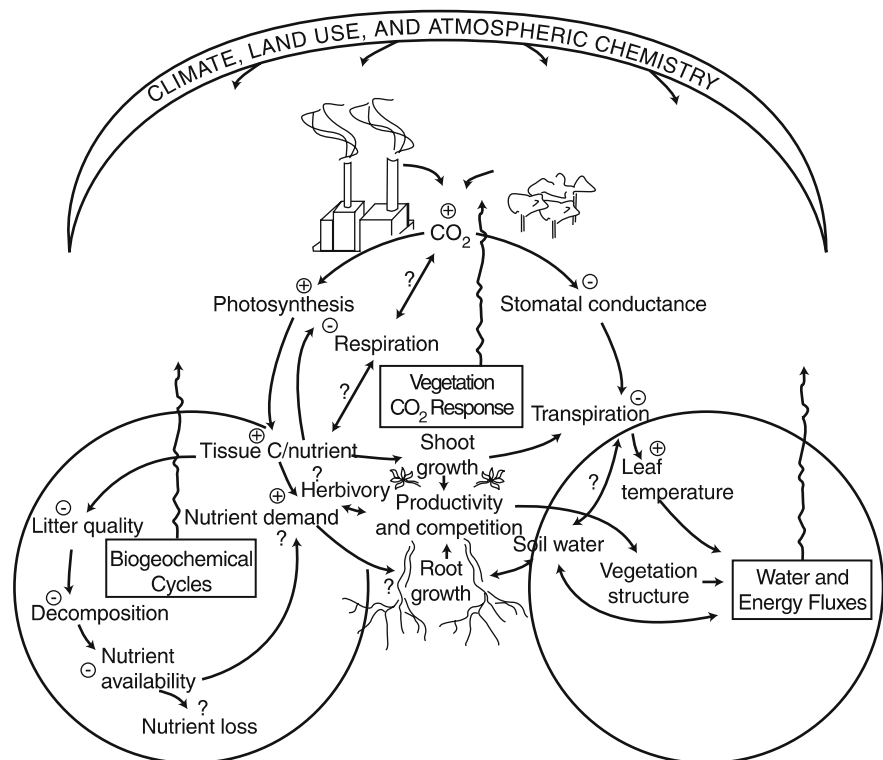 CLIMATE, LAND USE, AND ATMOSPHERIC CHEMISTRY
+
CO2
+
Photosynthesis
-
Stomatal conductance
?
-
Respiration
?
Vegetation
CO2 Response
-
Transpiration
+
Tissue C/nutrient
Shoot
growth
+
Leaf
temperature
?
?
Herbivory
+
Nutrient demand
?
Productivity
and competition
-
Litter quality
Soil water
Biogeochemical
Cycles
?
Root
growth
Vegetation
structure
Water and
Energy Fluxes
-
Decomposition
-
Nutrient
availability
?
Nutrient loss